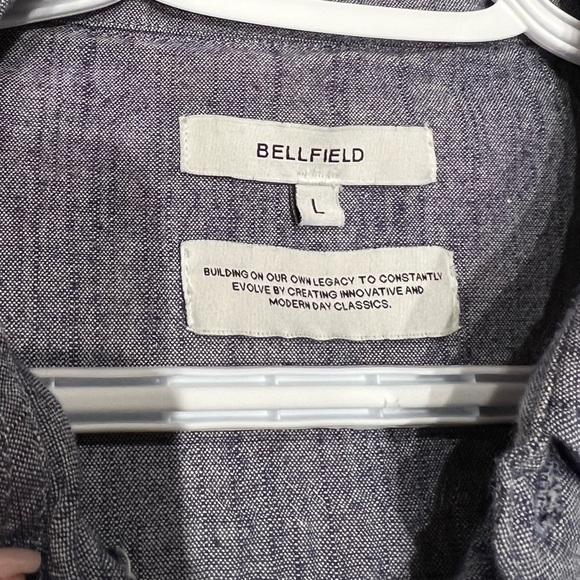 BELLFIELD
L
BUILDING ON OUR OWN LEGACY TO CONSTANTLY
EVOLVE BY CREATING INNOVATIVE AND
MODERN DAY CLASSICS.